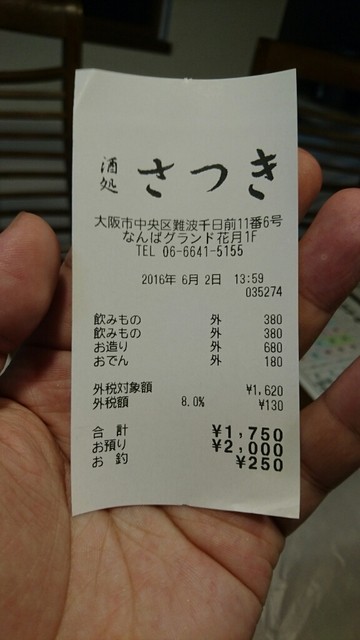 酒処 さつき
大阪市中央区難波千日前11番6号
なんばグランド花月1F
TEL 06-6641-5155
2016年 6月 2日 13:59
035274
飲みもの 外 380
飲みもの 外 380
お造り 外 680
おでん 外 180
外税対象額 ¥1,620
外税額 8.0% ¥130
合 計 ¥1,750
お預り ¥2,000
お 釣 ¥250